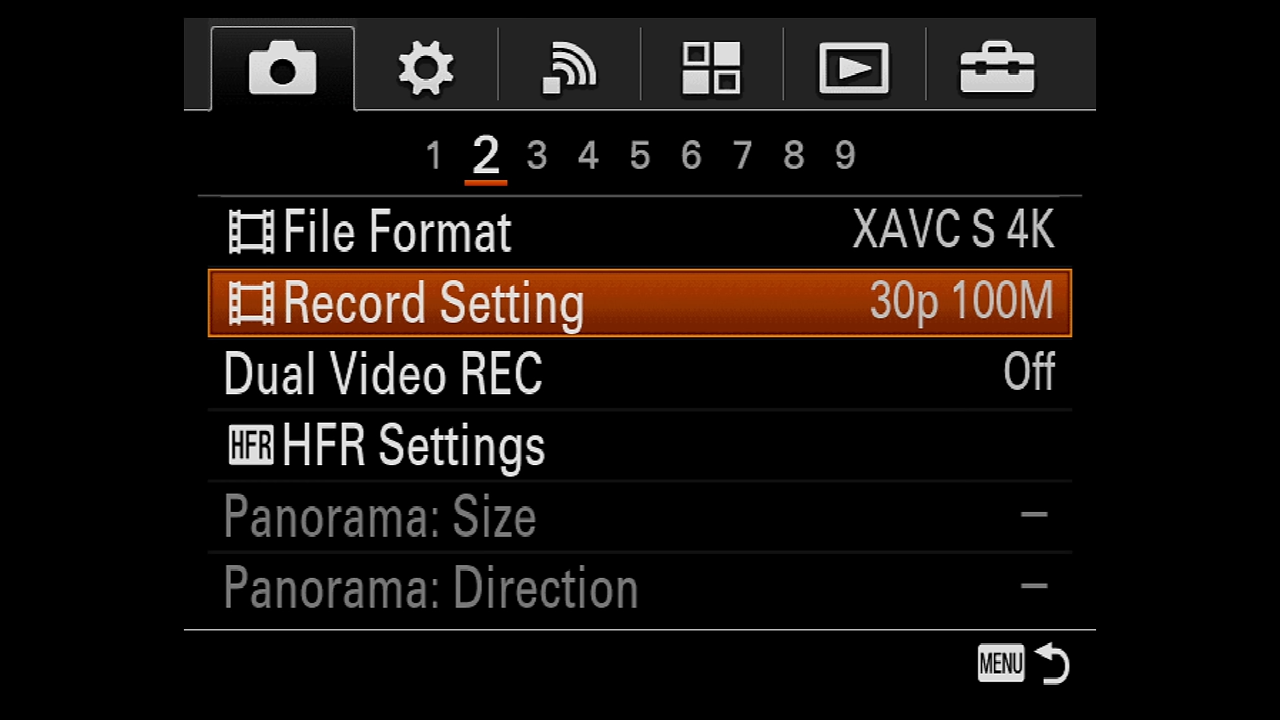 1 2 3 4 5 6 7 8 9
File Format XAVC S 4K
Record Setting 30p 100M
Dual Video REC Off
HFR HFR Settings
Panorama: Size –
Panorama: Direction –
MENU